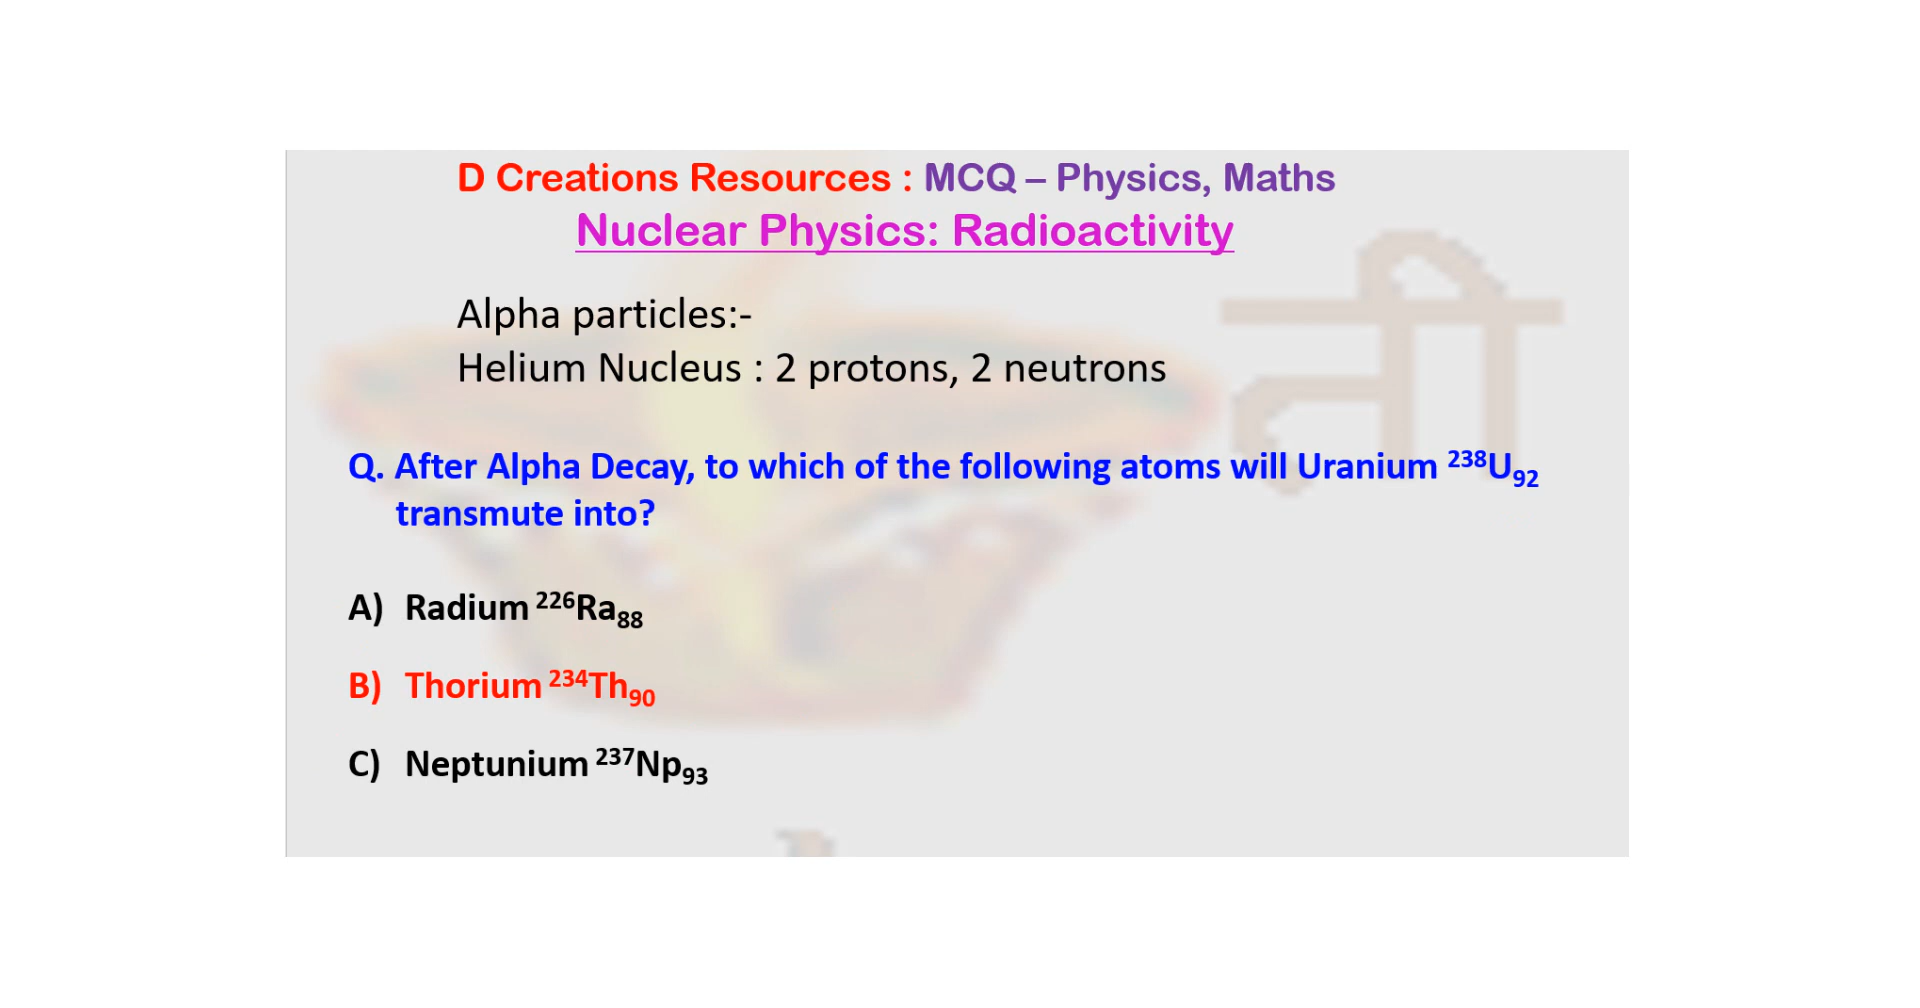 D Creations Resources : MCQ – Physics, Maths
Nuclear Physics: Radioactivity
Alpha particles:-
Helium Nucleus : 2 protons, 2 neutrons
Q. After Alpha Decay, to which of the following atoms will Uranium ²³⁸U₉₂
transmute into?
A) Radium ²²⁶Ra₈₈
B) Thorium ²³⁴Th₉₀
C) Neptunium ²³⁷Np₉₃